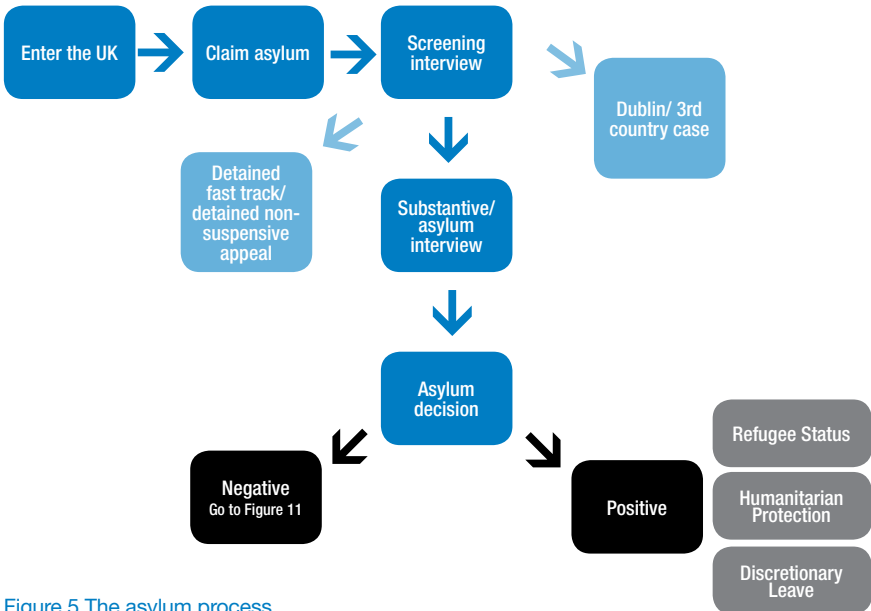 Enter the UK
Claim asylum
Screening
interview
Dublin/ 3rd
country case
Detained
fast track/
detained non-
suspensive
appeal
Substantive/
asylum
interview
Asylum
decision
Negative
Go to Figure 11
Positive
Refugee Status
Humanitarian
Protection
Discretionary
Leave
Figure 5 The asylum process